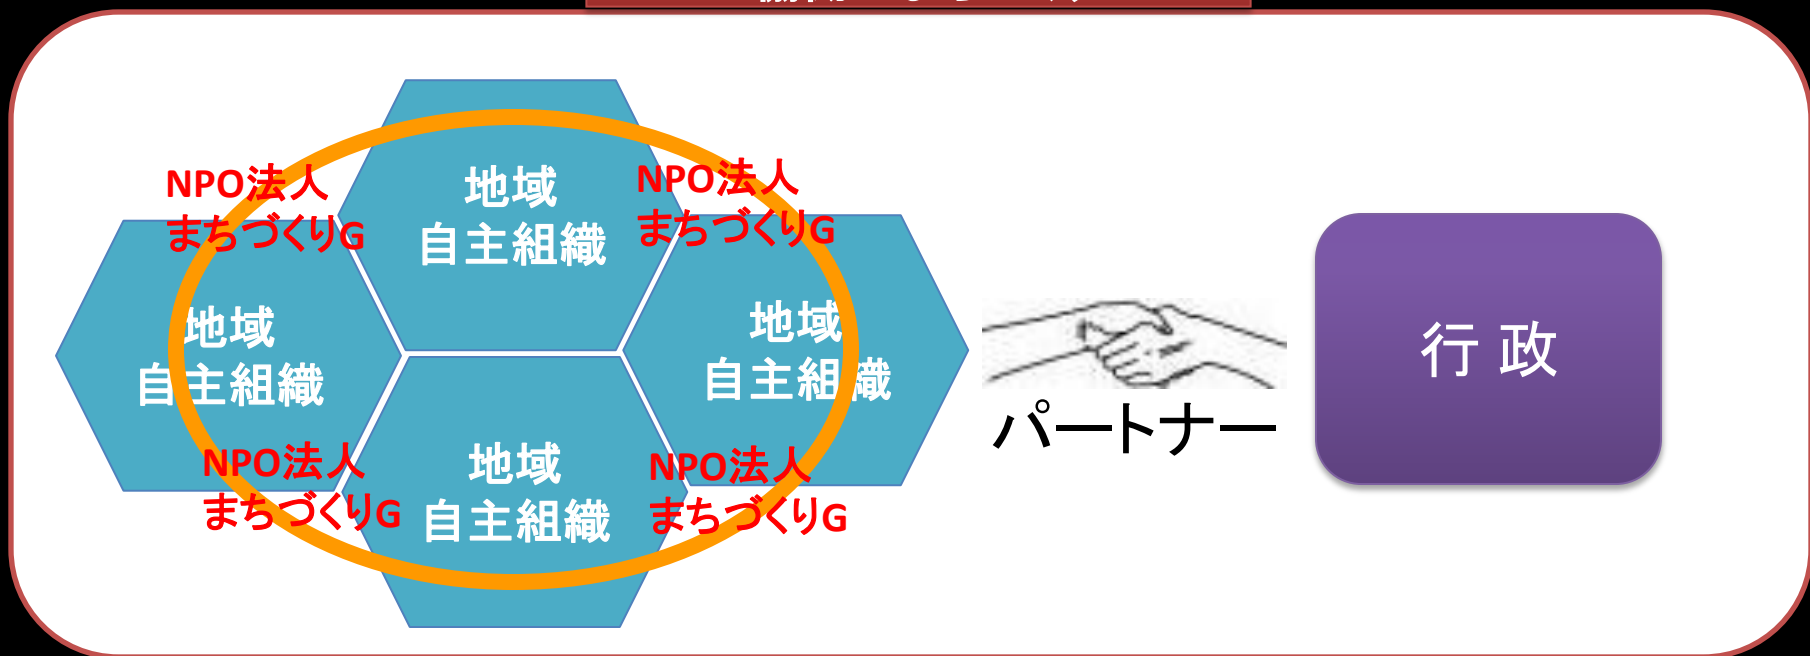 NPO法人
まちづくりG
地域
自主組織
NPO法人
まちづくりG
地域
自主組織
地域
自主組織
NPO法人
まちづくりG
地域
自主組織
NPO法人
まちづくりG
パートナー
行政